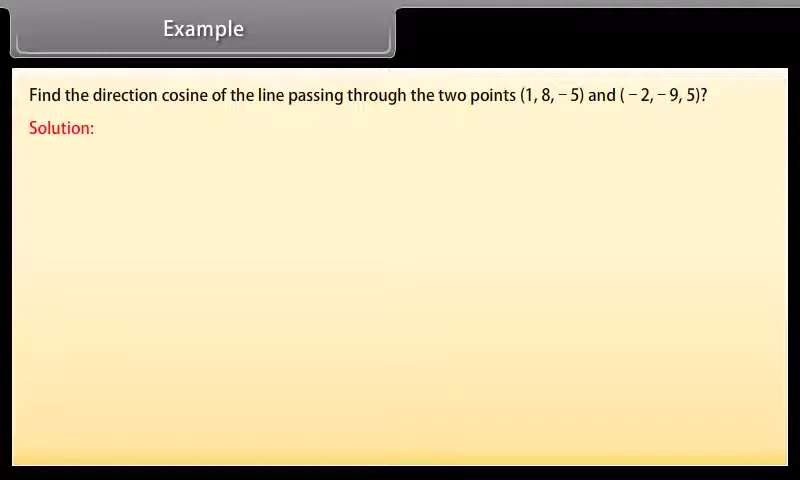 Example
Find the direction cosine of the line passing through the two points (1, 8, – 5) and ( – 2, – 9, 5)?
Solution: